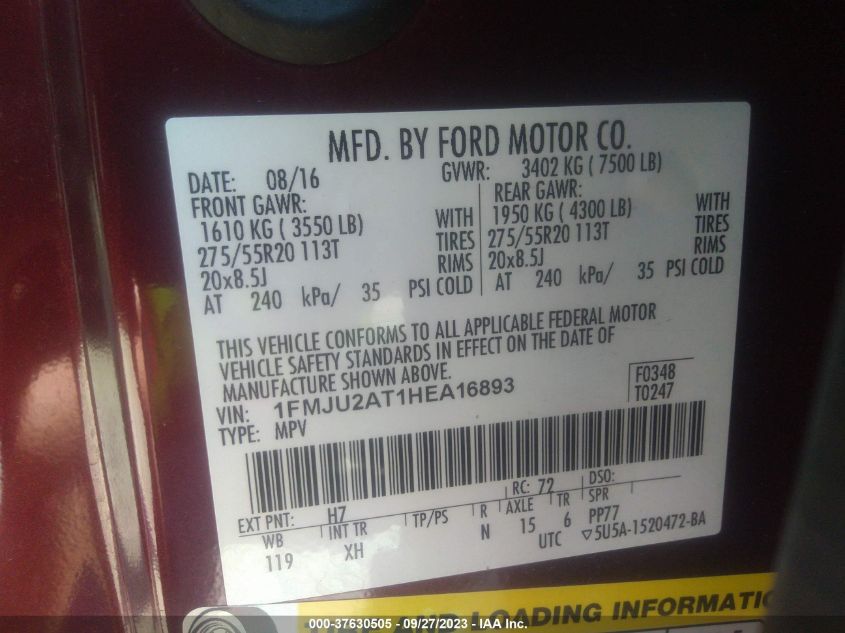 MFD. BY FORD MOTOR CO.
DATE: 08/16 GVWR: 3402 KG ( 7500 LB)
FRONT GAWR: REAR GAWR:
1610 KG ( 3550 LB) WITH 1950 KG ( 4300 LB) WITH
275/55R20 113T TIRES 275/55R20 113T TIRES
20x8.5J RIMS 20x8.5J RIMS
AT 240 kPa/ 35 PSI COLD AT 240 kPa/ 35 PSI COLD
THIS VEHICLE CONFORMS TO ALL APPLICABLE FEDERAL MOTOR
VEHICLE SAFETY STANDARDS IN EFFECT ON THE DATE OF
MANUFACTURE SHOWN ABOVE.
VIN: 1FMJU2AT1HEA16893 F0348
TYPE: MPV T0247
EXT PNT: H7 RC: 72 DSO:
WB INT TR TP/PS R AXLE TR SPR
119 XH N 15 6 PP77
UTC ▽5U5A-1520472-BA
TIRE AND LOADING INFORMATION
000-37630505 - 09/27/2023 - IAA Inc.